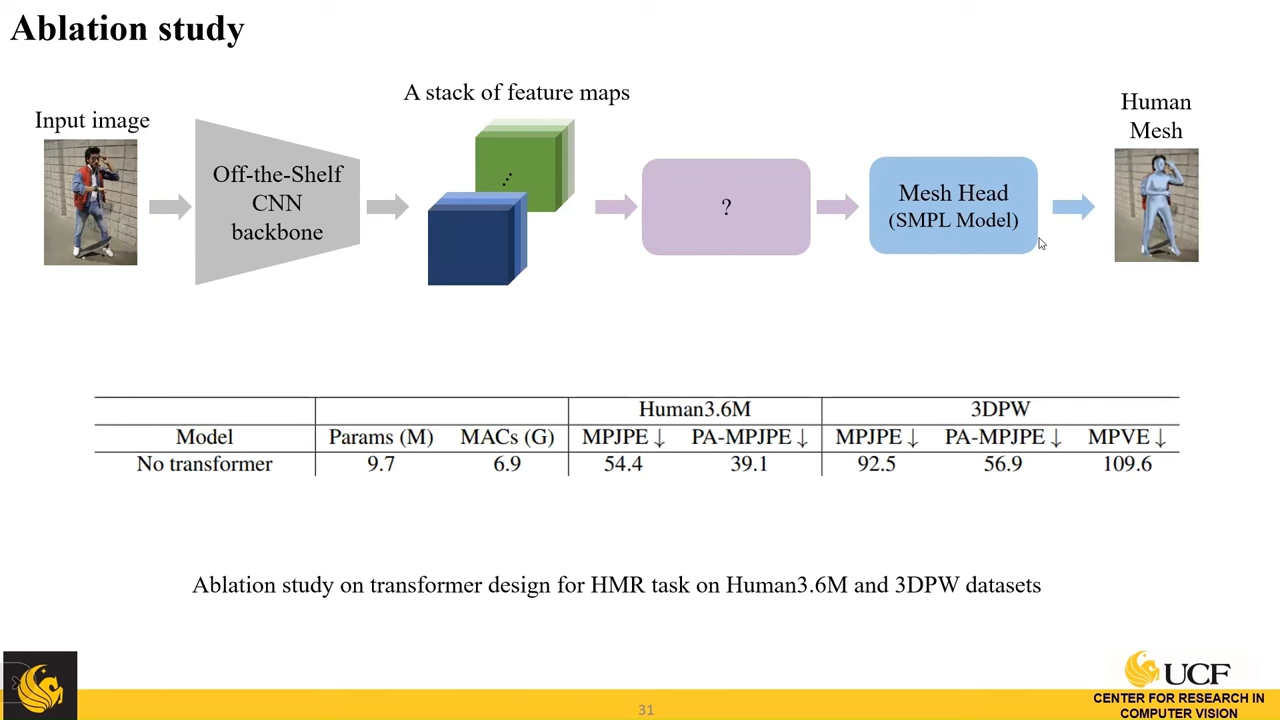 Ablation study
A stack of feature maps
Input image
Human
Mesh
Off-the-Shelf
CNN
backbone
?
Mesh Head
(SMPL Model)
Human3.6M 3DPW
Model Params (M) MACs (G) MPJPE ↓ PA-MPJPE ↓ MPJPE ↓ PA-MPJPE ↓ MPVE ↓
No transformer 9.7 6.9 54.4 39.1 92.5 56.9 109.6
Ablation study on transformer design for HMR task on Human3.6M and 3DPW datasets
UCF
CENTER FOR RESEARCH IN
COMPUTER VISION
31